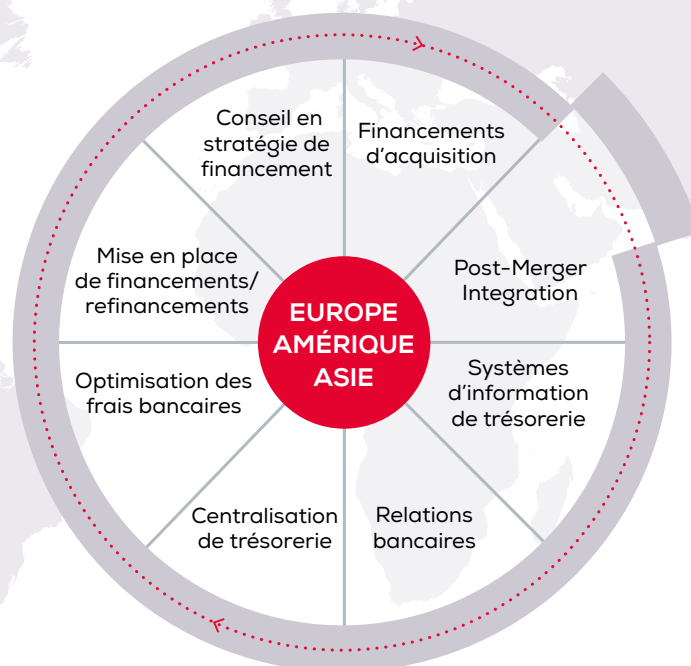 Conseil en
stratégie de
financement
Financements
d’acquisition
Post-Merger
Integration
Systèmes
d’information
de trésorerie
Relations
bancaires
Centralisation
de trésorerie
Optimisation des
frais bancaires
Mise en place
de financements/
refinancements
EUROPE
AMÉRIQUE
ASIE